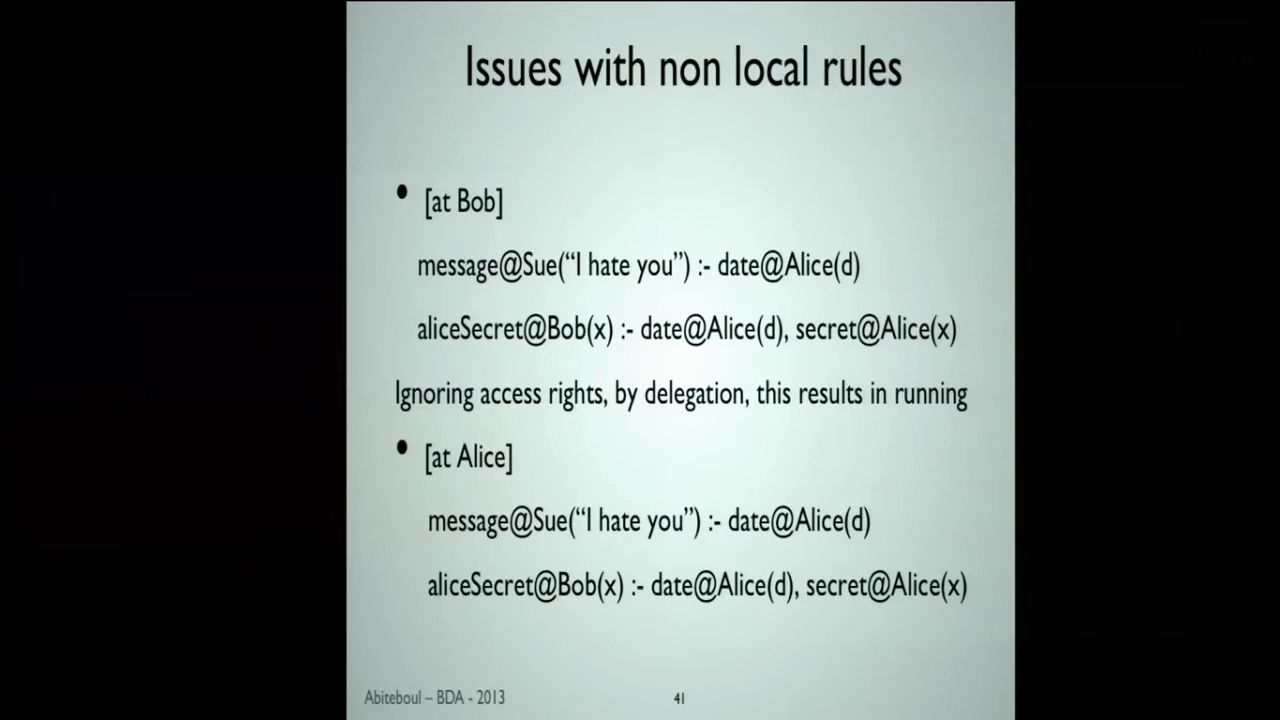 Issues with non local rules
• [at Bob]
message@Sue(“I hate you”) :- date@Alice(d)
aliceSecret@Bob(x) :- date@Alice(d), secret@Alice(x)
Ignoring access rights, by delegation, this results in running
• [at Alice]
message@Sue(“I hate you”) :- date@Alice(d)
aliceSecret@Bob(x) :- date@Alice(d), secret@Alice(x)
Abiteboul – BDA - 2013
41